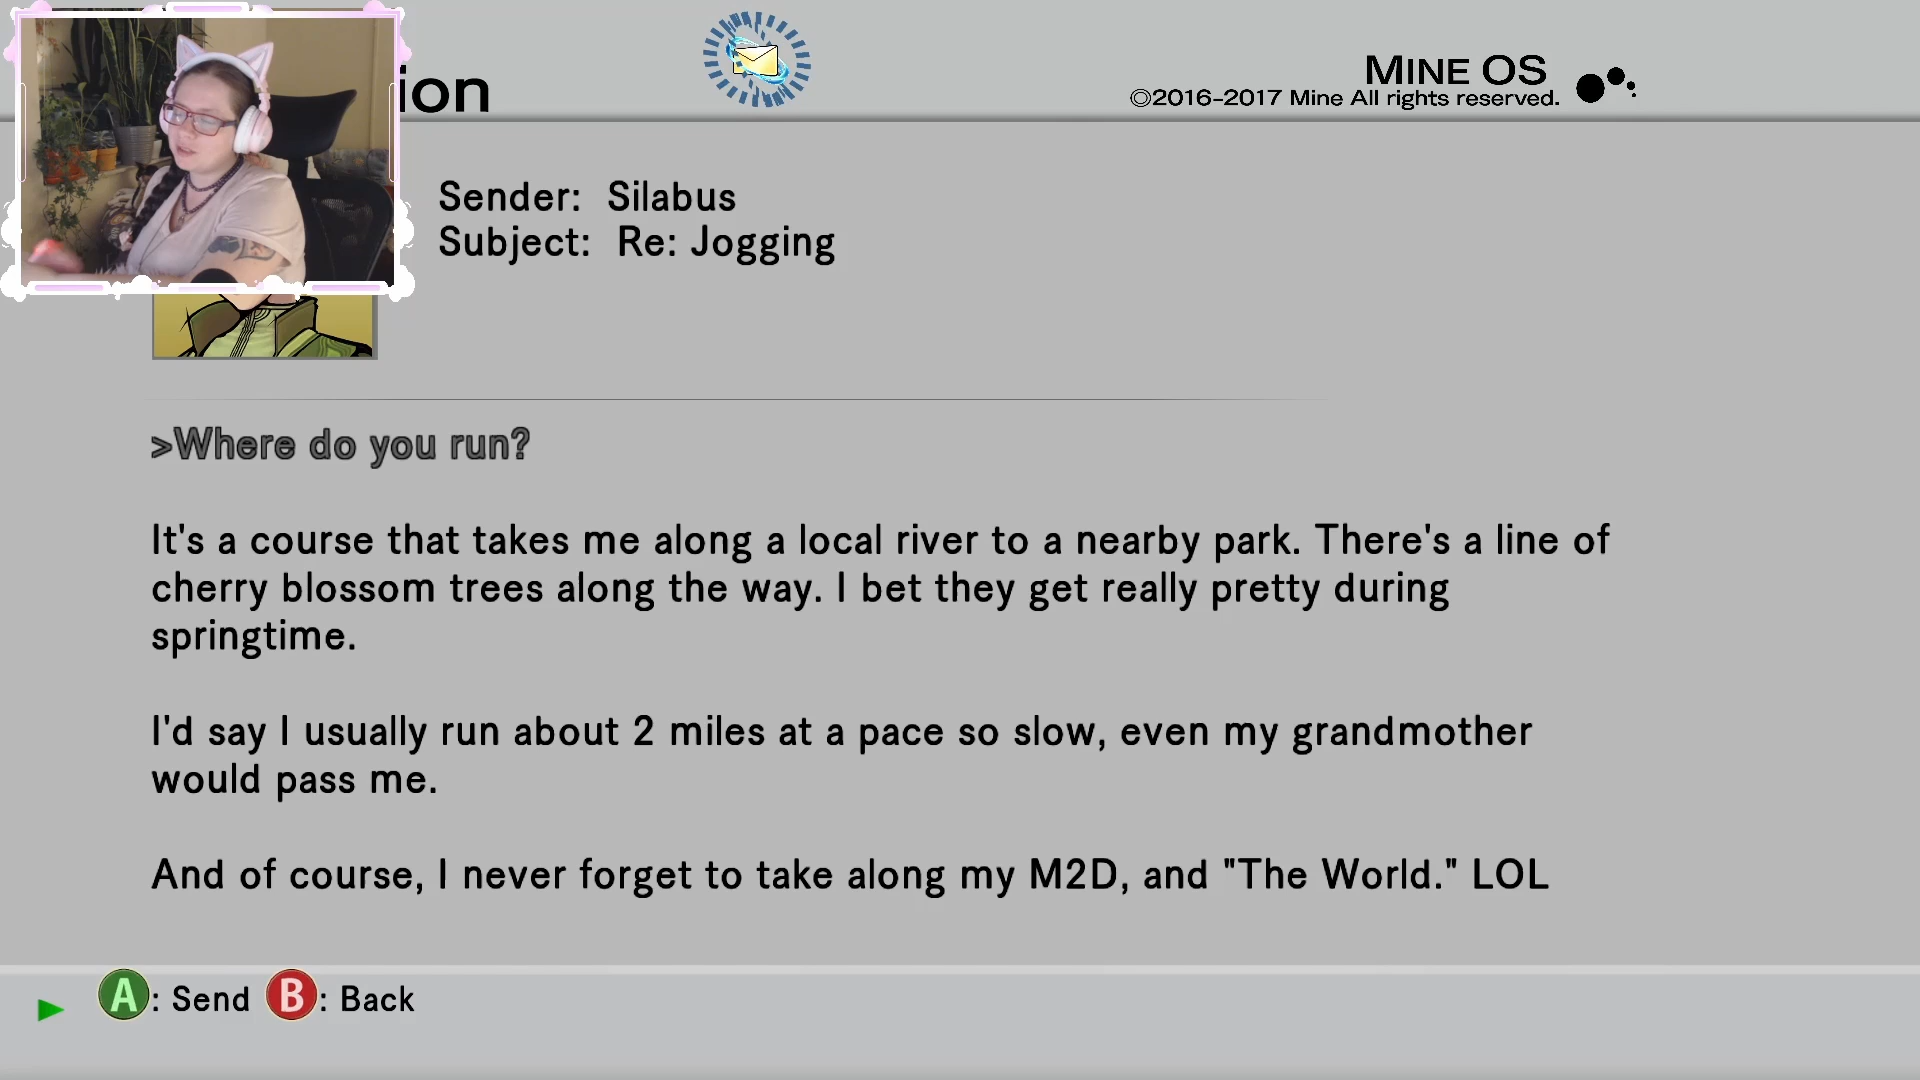 ion
MINE OS
©2016-2017 Mine All rights reserved.
Sender: Silabus
Subject: Re: Jogging
>Where do you run?
It's a course that takes me along a local river to a nearby park. There's a line of
cherry blossom trees along the way. I bet they get really pretty during
springtime.
I'd say I usually run about 2 miles at a pace so slow, even my grandmother
would pass me.
And of course, I never forget to take along my M2D, and "The World." LOL
A: Send B: Back